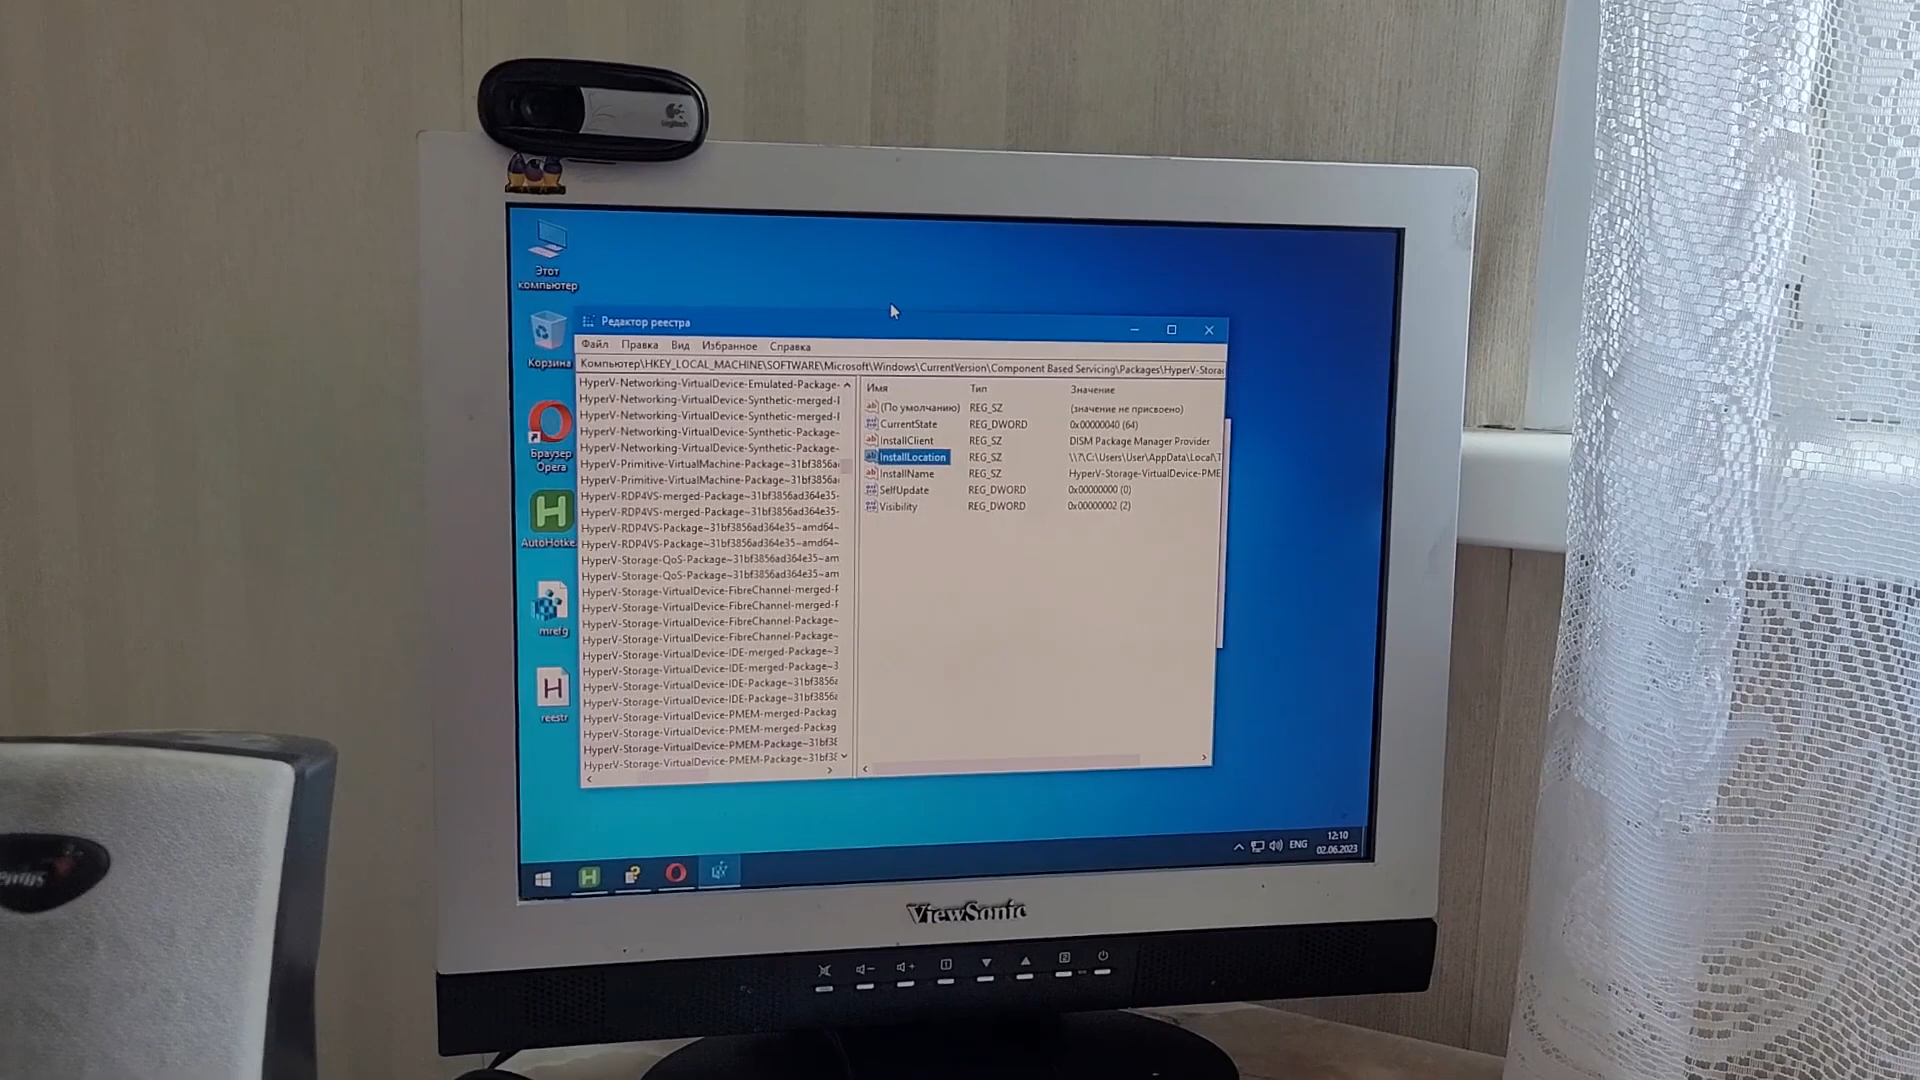 Logitech
Этот
компьютер
Корзина
Браузер
Opera
AutoHotke
mrefg
reestr
Редактор реестра
Файл Правка Вид Избранное Справка
Компьютер\HKEY_LOCAL_MACHINE\SOFTWARE\Microsoft\Windows\CurrentVersion\Component Based Servicing\Packages\HyperV-Stora
HyperV-Networking-VirtualDevice-Emulated-Package-
HyperV-Networking-VirtualDevice-Synthetic-merged-
HyperV-Networking-VirtualDevice-Synthetic-merged-
HyperV-Networking-VirtualDevice-Synthetic-Package-
HyperV-Networking-VirtualDevice-Synthetic-Package-
HyperV-Primitive-VirtualMachine-Package~31bf3856a
HyperV-Primitive-VirtualMachine-Package~31bf3856a
HyperV-RDP4VS-merged-Package~31bf3856ad364e35~
HyperV-RDP4VS-merged-Package~31bf3856ad364e35~
HyperV-RDP4VS-Package~31bf3856ad364e35~amd64~
HyperV-RDP4VS-Package~31bf3856ad364e35~amd64~
HyperV-Storage-QoS-Package~31bf3856ad364e35~am
HyperV-Storage-QoS-Package~31bf3856ad364e35~am
HyperV-Storage-VirtualDevice-FibreChannel-merged-F
HyperV-Storage-VirtualDevice-FibreChannel-merged-F
HyperV-Storage-VirtualDevice-FibreChannel-Package~
HyperV-Storage-VirtualDevice-FibreChannel-Package~
HyperV-Storage-VirtualDevice-IDE-merged-Package~3
HyperV-Storage-VirtualDevice-IDE-merged-Package~3
HyperV-Storage-VirtualDevice-IDE-Package~31bf3856a
HyperV-Storage-VirtualDevice-IDE-Package~31bf3856a
HyperV-Storage-VirtualDevice-PMEM-merged-Packag
HyperV-Storage-VirtualDevice-PMEM-merged-Packag
HyperV-Storage-VirtualDevice-PMEM-Package~31bf38
HyperV-Storage-VirtualDevice-PMEM-Package~31bf38
Имя Тип Значение
(По умолчанию) REG_SZ (значение не присвоено)
CurrentState REG_DWORD 0x00000040 (64)
InstallClient REG_SZ DISM Package Manager Provider
InstallLocation REG_SZ \\?\C:\Users\User\AppData\Local\T
InstallName REG_SZ HyperV-Storage-VirtualDevice-PME
SelfUpdate REG_DWORD 0x00000000 (0)
Visibility REG_DWORD 0x00000002 (2)
ENG
12:10
02.06.2023
ViewSonic